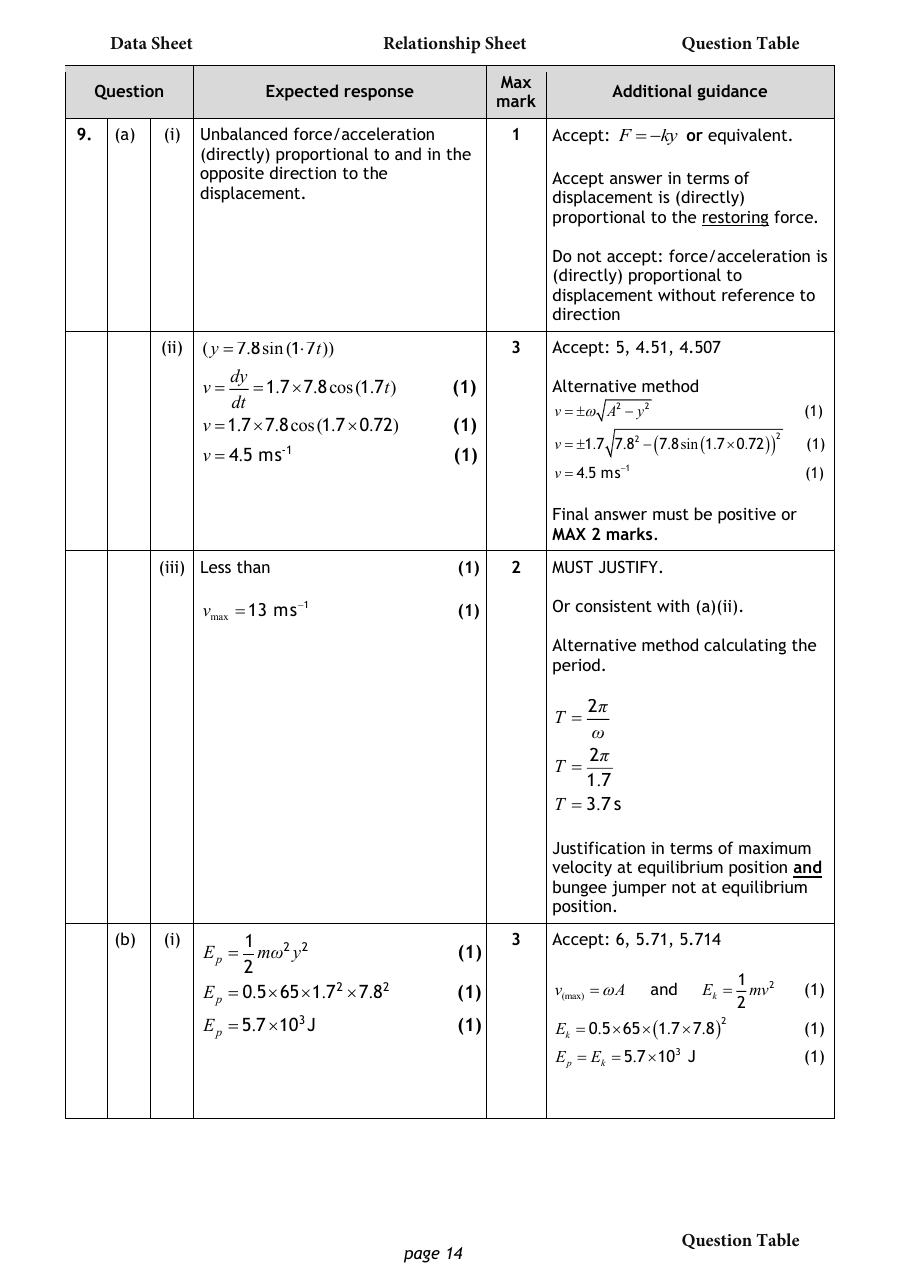 Data Sheet Relationship Sheet Question Table
Question Expected response Max mark Additional guidance
9. (a) (i) Unbalanced force/acceleration
(directly) proportional to and in the
opposite direction to the
displacement.
1
Accept: F = −ky or equivalent.
Accept answer in terms of
displacement is (directly)
proportional to the restoring force.
Do not accept: force/acceleration is
(directly) proportional to
displacement without reference to
direction
(ii) (y = 7.8 sin (1·7t))
v = dy/dt = 1.7×7.8 cos (1.7t) (1)
v = 1.7×7.8 cos (1.7×0.72) (1)
v = 4.5 ms⁻¹ (1)
3
Accept: 5, 4.51, 4.507
Alternative method
v = ±ω√(A² − y²) (1)
v = ±1.7√(7.8² − (7.8 sin (1.7×0.72))²) (1)
v = 4.5 ms⁻¹ (1)
Final answer must be positive or
MAX 2 marks.
(iii) Less than (1)
v max = 13 ms⁻¹ (1)
2
MUST JUSTIFY.
Or consistent with (a)(ii).
Alternative method calculating the
period.
T = 2π/ω
T = 2π/1.7
T = 3.7 s
Justification in terms of maximum
velocity at equilibrium position and
bungee jumper not at equilibrium
position.
(b) (i) Eₚ = 1/2 mω² y² (1)
Eₚ = 0.5×65×1.7² ×7.8² (1)
Eₚ = 5.7×10³ J (1)
3
Accept: 6, 5.71, 5.714
v(max) = ωA and Eₖ = 1/2 mv² (1)
Eₖ = 0.5×65×(1.7×7.8)² (1)
Eₚ = Eₖ = 5.7×10³ J (1)
Question Table
page 14